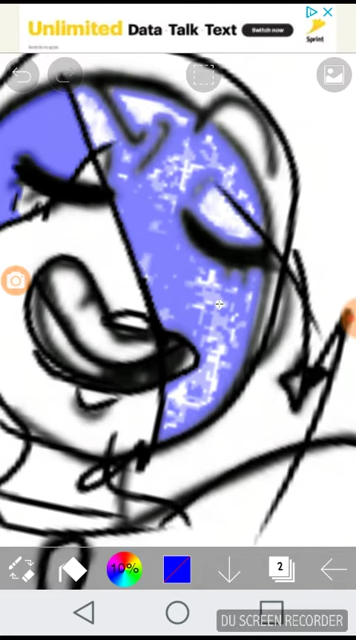 Unlimited Data Talk Text
Switch now
Sprint
10%
2
DU SCREEN RECORDER